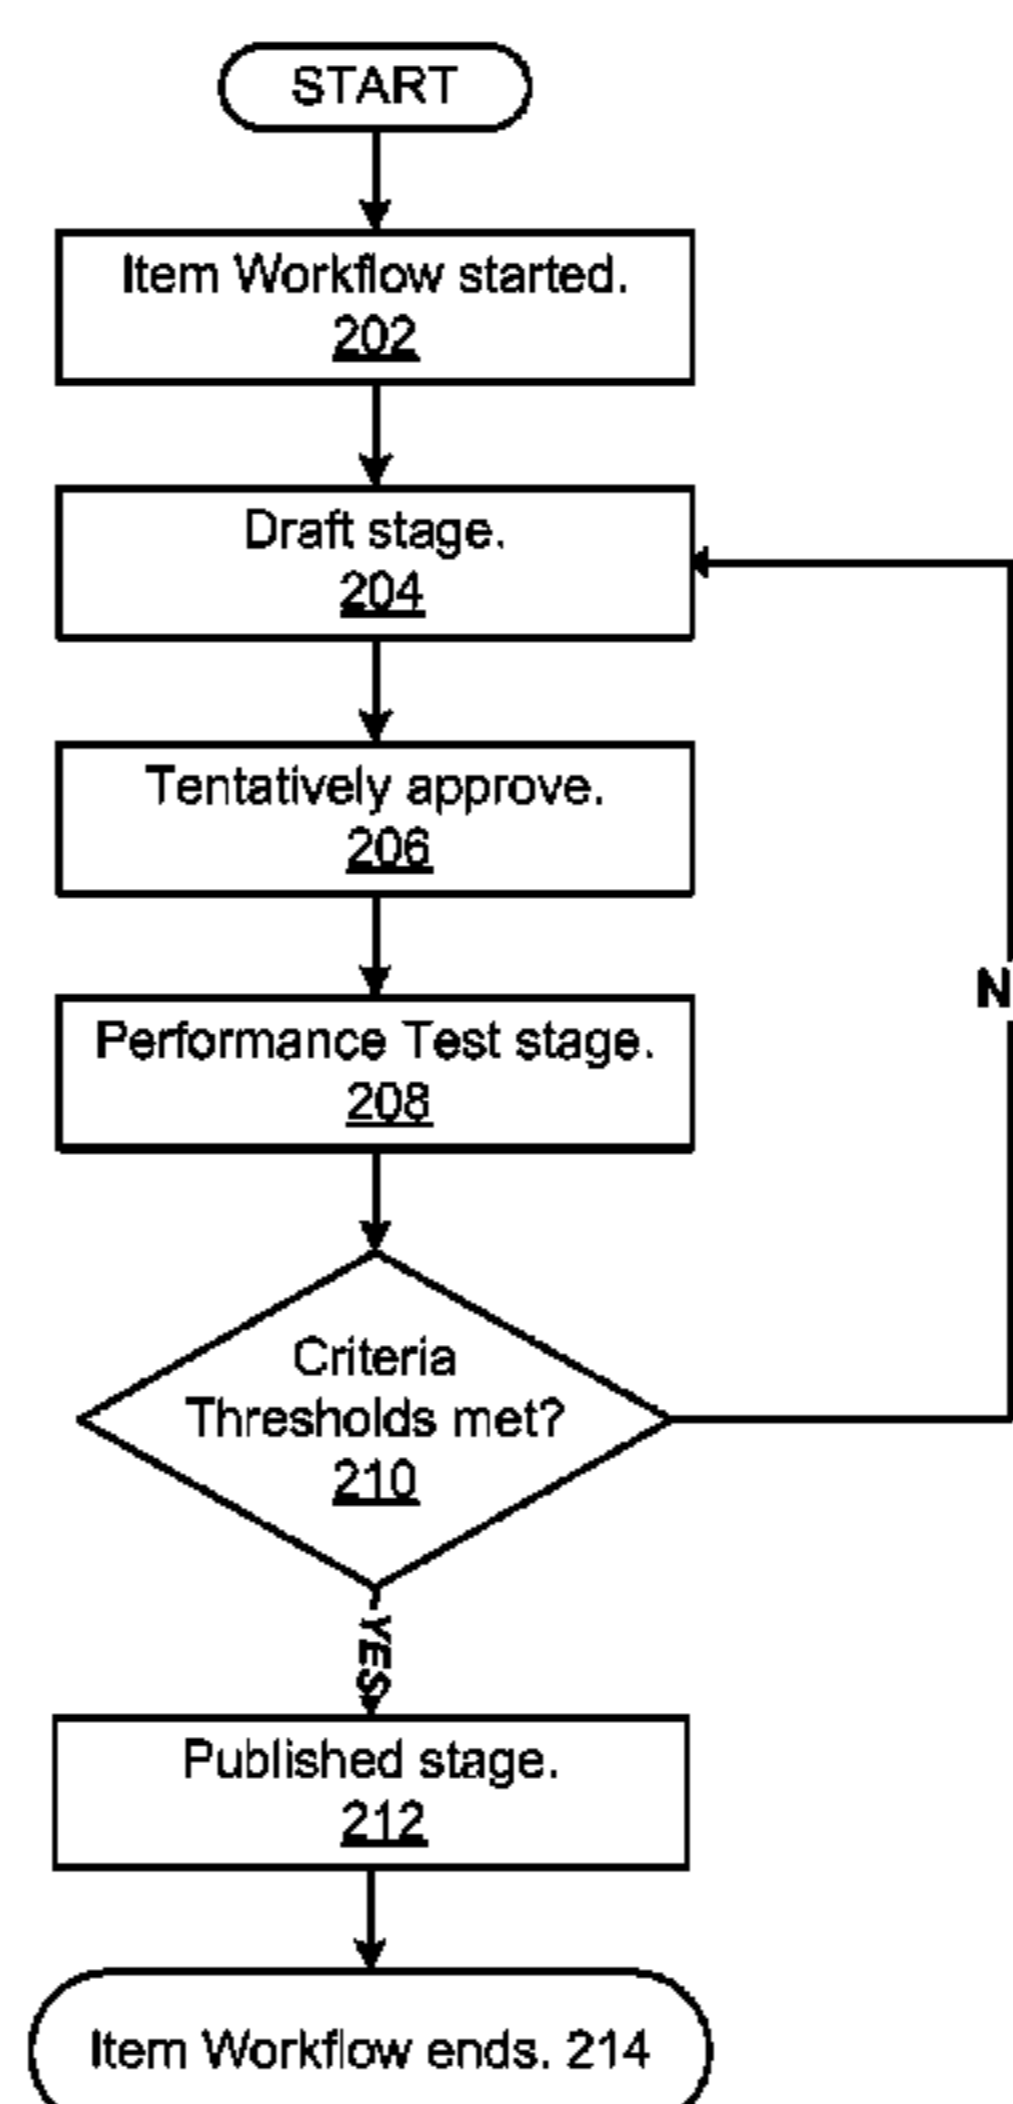 START
Item Workflow started.
202
Draft stage.
204
Tentatively approve.
206
Performance Test stage.
208
N
Criteria
Thresholds met?
210
YES
Published stage.
212
Item Workflow ends. 214